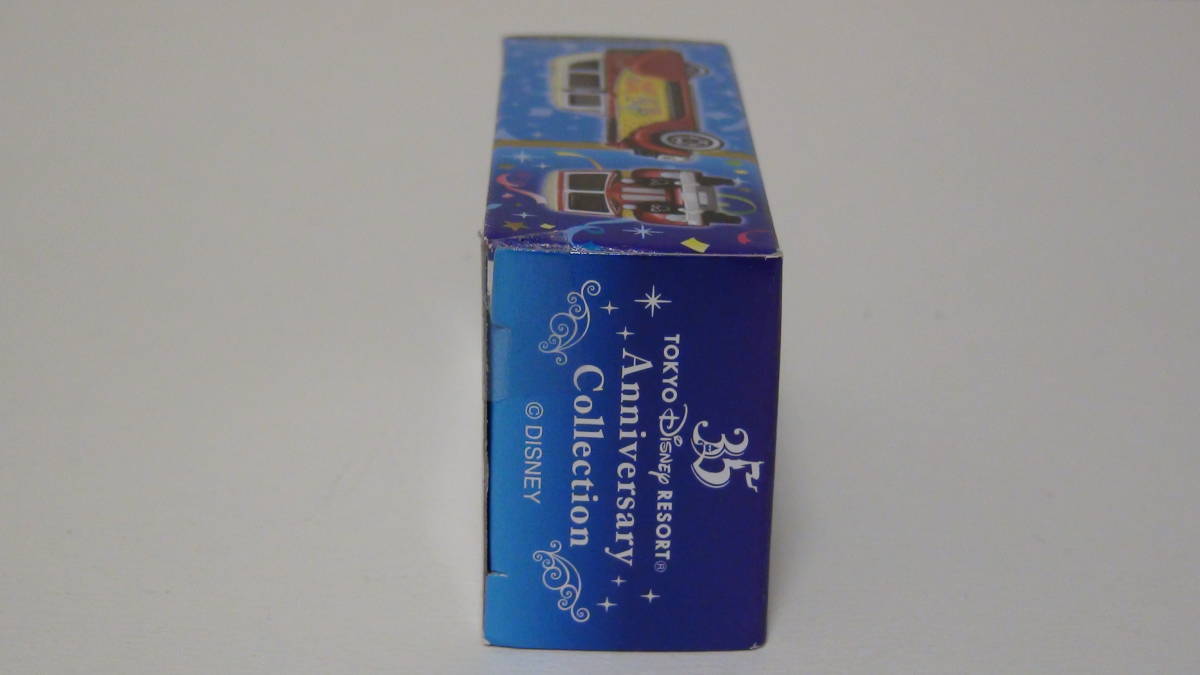 35
TOKYO Disney RESORT®
Anniversary
Collection
© DISNEY